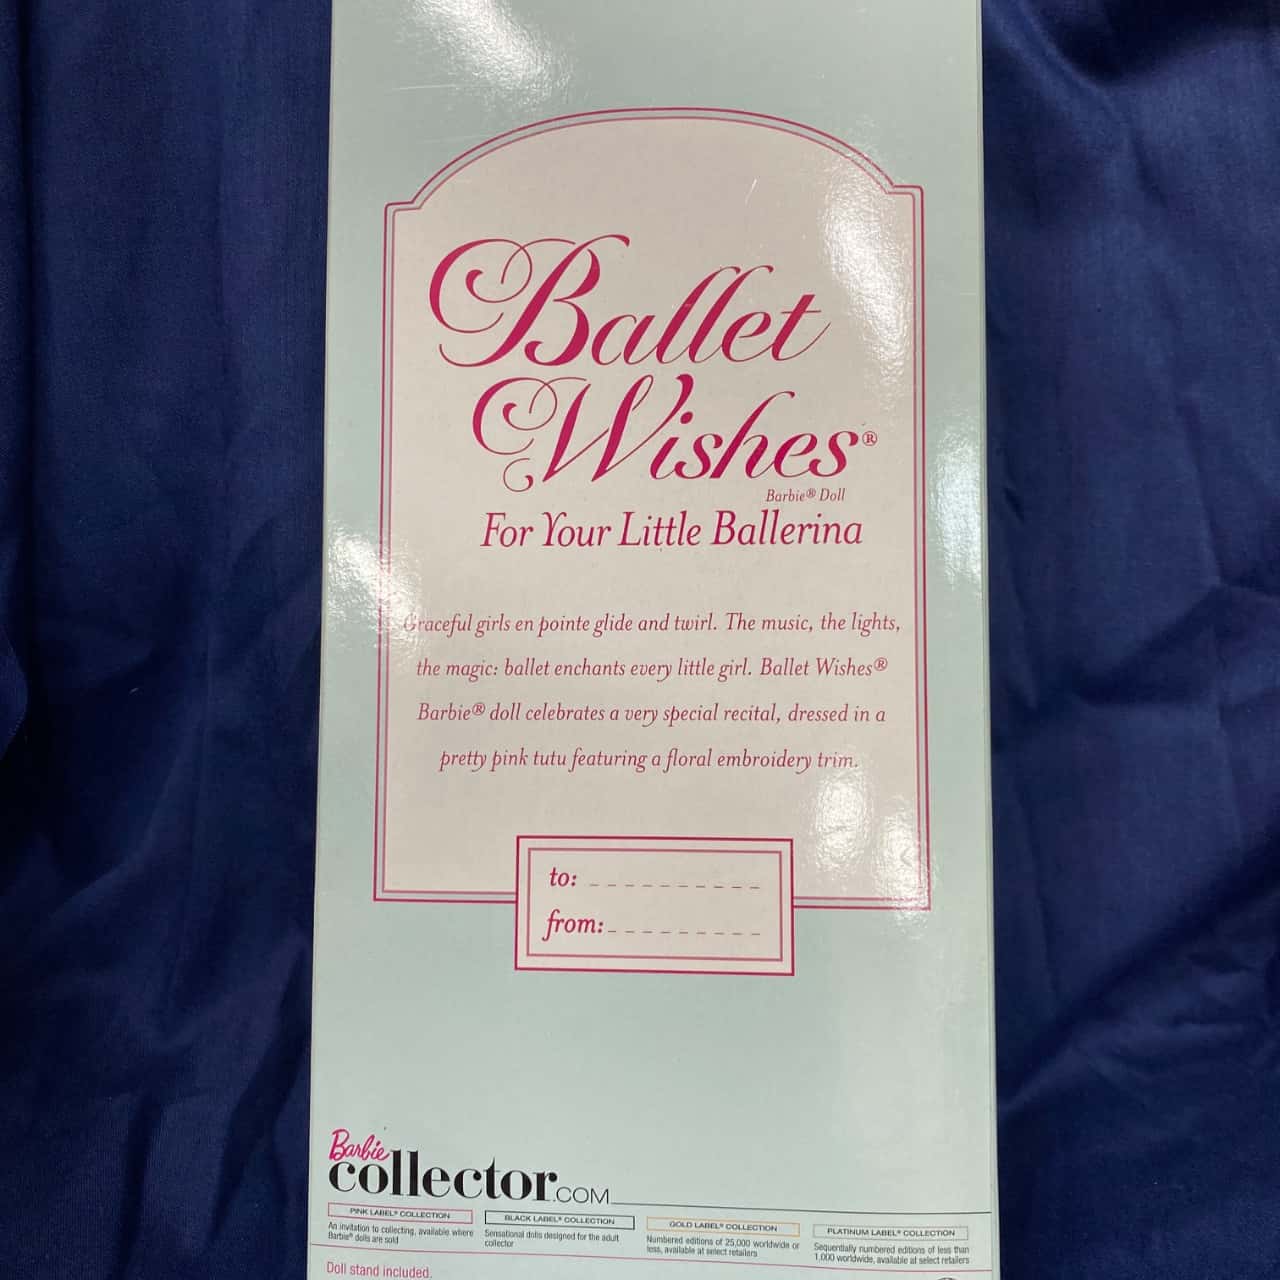 Ballet
Wishes®
Barbie® Doll
For Your Little Ballerina
Graceful girls en pointe glide and twirl. The music, the lights,
the magic: ballet enchants every little girl. Ballet Wishes®
Barbie® doll celebrates a very special recital, dressed in a
pretty pink tutu featuring a floral embroidery trim.
to: _ _ _ _ _ _ _ _ _ _
from: _ _ _ _ _ _ _ _ _
Barbie
collector.COM
PINK LABEL® COLLECTION
An invitation to collecting, available where
Barbie® dolls are sold
BLACK LABEL® COLLECTION
Sensational dolls designed for the adult
collector
GOLD LABEL® COLLECTION
Numbered editions of 25,000 worldwide or
less, available at select retailers
PLATINUM LABEL® COLLECTION
Sequentially numbered editions of less than
1,000 worldwide, available at select retailers
Doll stand included.